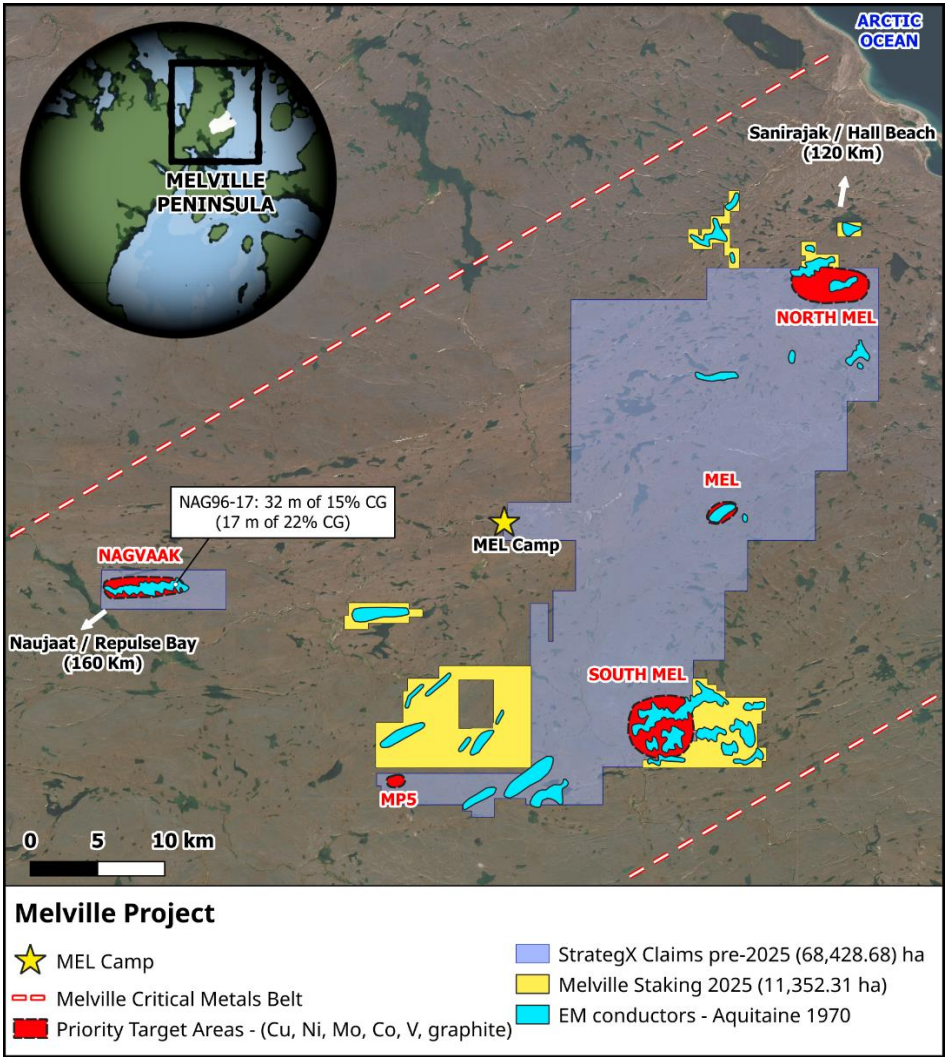 ARCTIC
OCEAN
MELVILLE
PENINSULA
Sanirajak / Hall Beach
(120 Km)
NORTH MEL
MEL
NAG96-17: 32 m of 15% CG
(17 m of 22% CG)
MEL Camp
NAGVAAK
Naujaat / Repulse Bay
(160 Km)
SOUTH MEL
MP5
0 5 10 km
Melville Project
MEL Camp
Melville Critical Metals Belt
Priority Target Areas - (Cu, Ni, Mo, Co, V, graphite)
StrategX Claims pre-2025 (68,428.68) ha
Melville Staking 2025 (11,352.31 ha)
EM conductors - Aquitaine 1970